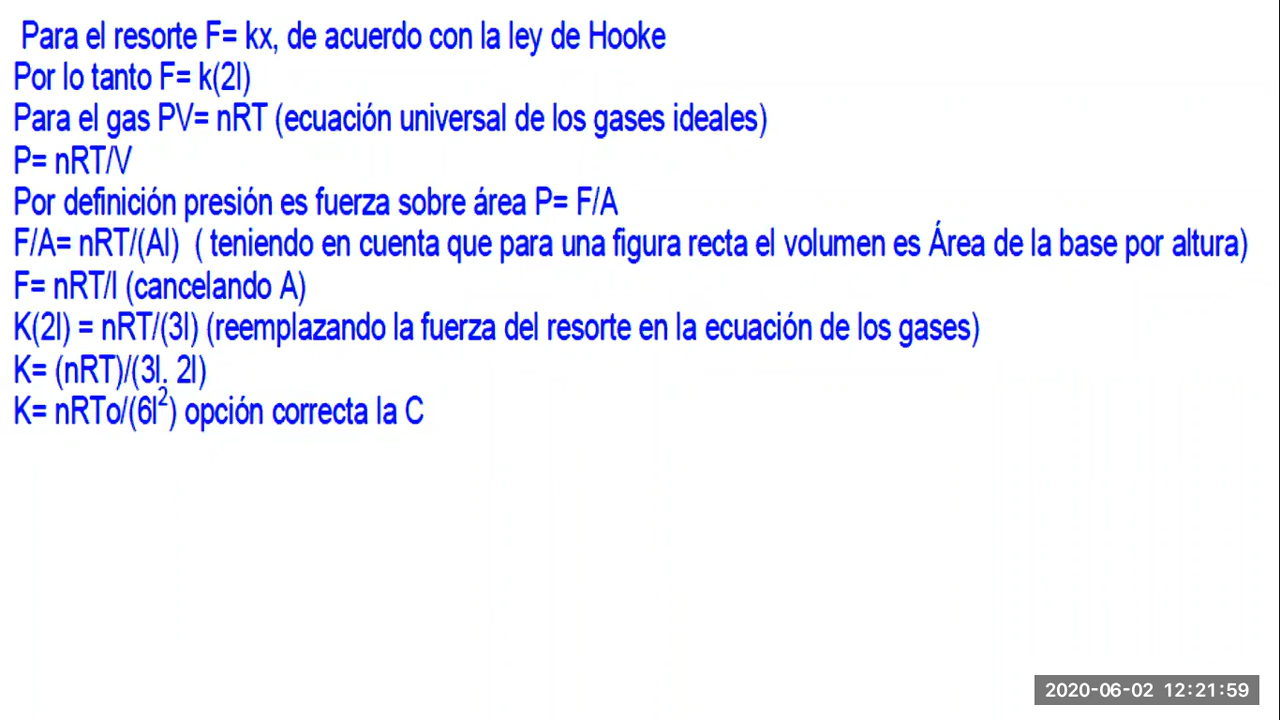 Para el resorte F= kx, de acuerdo con la ley de Hooke
Por lo tanto F= k(2l)
Para el gas PV= nRT (ecuación universal de los gases ideales)
P= nRT/V
Por definición presión es fuerza sobre área P= F/A
F/A= nRT/(Al) ( teniendo en cuenta que para una figura recta el volumen es Área de la base por altura)
F= nRT/l (cancelando A)
K(2l) = nRT/(3l) (reemplazando la fuerza del resorte en la ecuación de los gases)
K= (nRT)/(3l. 2l)
K= nRTo/(6l²) opción correcta la C
2020-06-02 12:21:59